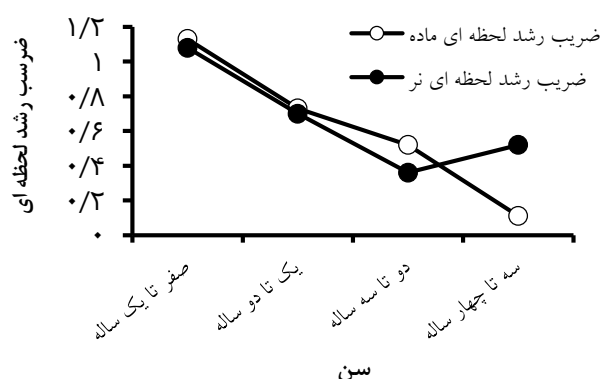 ضریب رشد لحظه ای ماده
ضریب رشد لحظه ای نر
ضرسب رشد لحظه ای
۱/۲
۱
۰/۸
۰/۶
۰/۴
۰/۲
۰
صفر تا یک ساله
یک تا دو ساله
دو تا سه ساله
سه تا چهار ساله
سن